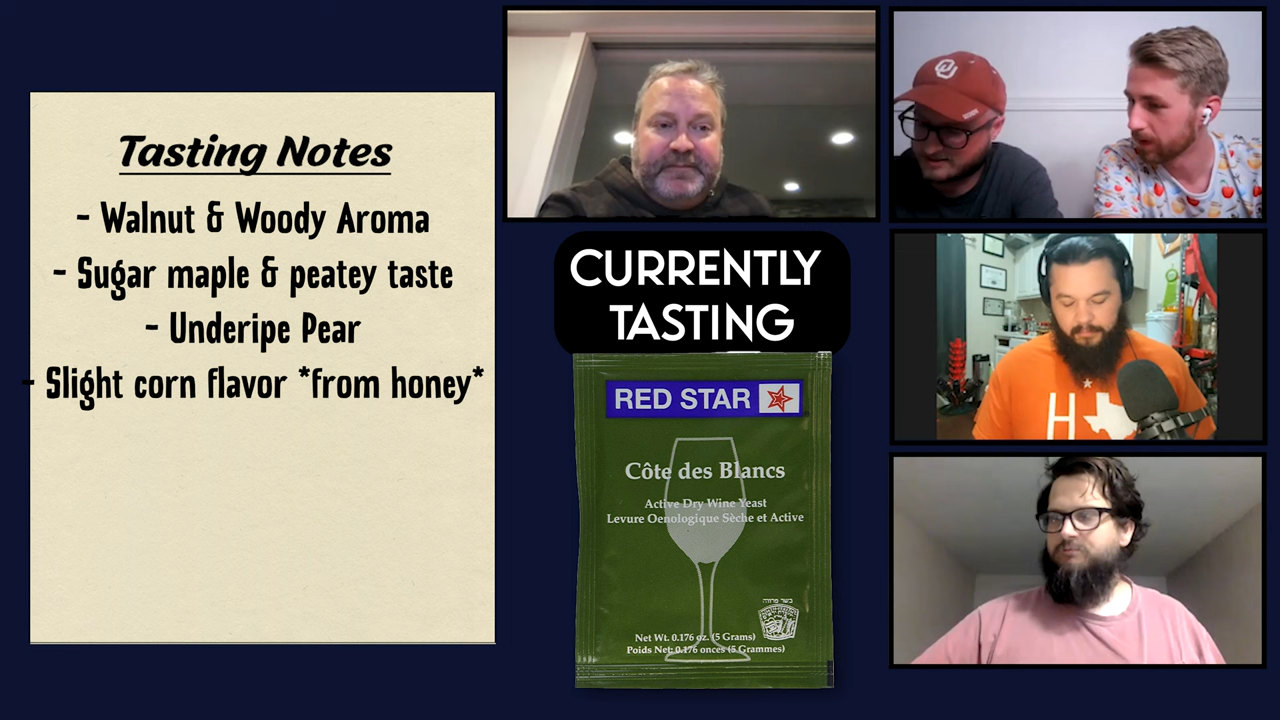 Tasting Notes
- Walnut & Woody Aroma
- Sugar maple & peatey taste
- Underipe Pear
- Slight corn flavor *from honey*
CURRENTLY
TASTING
RED STAR
Côte des Blancs
Active Dry Wine Yeast
Levure Oenologique Sèche et Active
Net Wt. 0.176 oz. (5 Grams)
Poids Net: 0.176 onces (5 Grammes)
OU
H